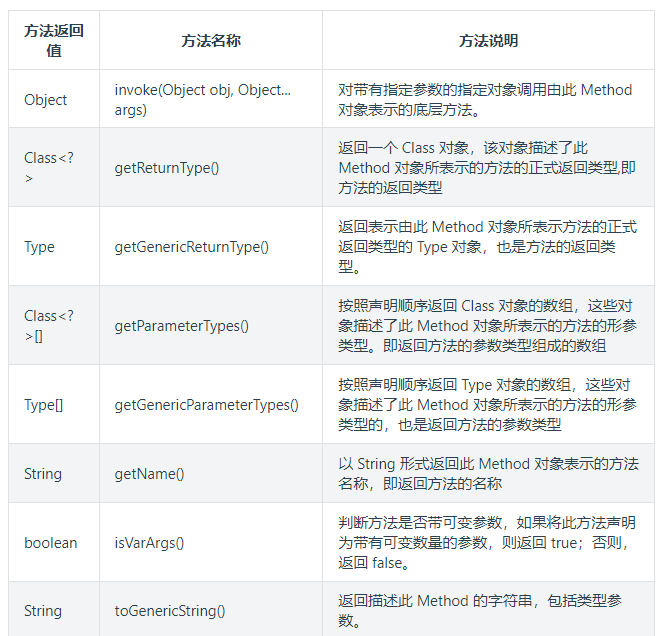 方法返回
值
方法名称
方法说明
Object
invoke(Object obj, Object...
args)
对带有指定参数的指定对象调用由此 Method
对象表示的底层方法。
Class<?
>
getReturnType()
返回一个 Class 对象，该对象描述了此
Method 对象所表示的方法的正式返回类型,即
方法的返回类型
Type
getGenericReturnType()
返回表示由此 Method 对象所表示方法的正式
返回类型的 Type 对象，也是方法的返回类
型。
Class<?
>[]
getParameterTypes()
按照声明顺序返回 Class 对象的数组，这些对
象描述了此 Method 对象所表示的方法的形参
类型。即返回方法的参数类型组成的数组
Type[]
getGenericParameterTypes()
按照声明顺序返回 Type 对象的数组，这些对
象描述了此 Method 对象所表示的方法的形参
类型的，也是返回方法的参数类型
String
getName()
以 String 形式返回此 Method 对象表示的方法
名称，即返回方法的名称
boolean
isVarArgs()
判断方法是否带可变参数，如果将此方法声明
为带有可变数量的参数，则返回 true；否则，
返回 false。
String
toGenericString()
返回描述此 Method 的字符串，包括类型参
数。